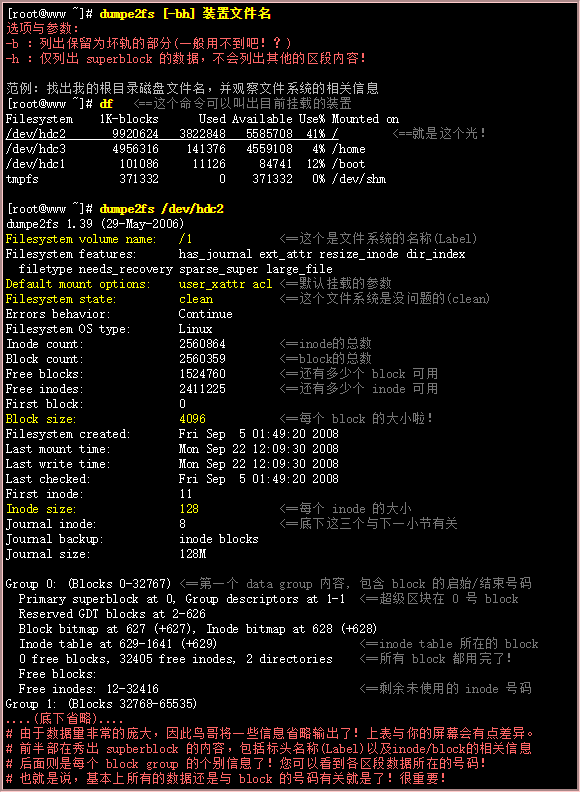 [root@www ~]# dumpe2fs [-bh] 装置文件名
选项与参数：
-b ：列出保留为坏轨的部分(一般用不到吧！？)
-h ：仅列出 superblock 的数据，不会列出其他的区段内容！
范例：找出我的根目录磁盘文件名，并观察文件系统的相关信息
[root@www ~]# df   <==这个命令可以叫出目前挂载的装置
Filesystem    1K-blocks      Used Available Use% Mounted on
/dev/hdc2       9920624   3822848   5585708  41% /        <==就是这个光！
/dev/hdc3       4956316    141376   4559108   4% /home
/dev/hdc1        101086     11126     84741  12% /boot
tmpfs            371332         0    371332   0% /dev/shm
[root@www ~]# dumpe2fs /dev/hdc2
dumpe2fs 1.39 (29-May-2006)
Filesystem volume name:   /1             <==这个是文件系统的名称(Label)
Filesystem features:      has_journal ext_attr resize_inode dir_index
  filetype needs_recovery sparse_super large_file
Default mount options:    user_xattr acl <==默认挂载的参数
Filesystem state:         clean          <==这个文件系统是没问题的(clean)
Errors behavior:          Continue
Filesystem OS type:       Linux
Inode count:              2560864        <==inode的总数
Block count:              2560359        <==block的总数
Free blocks:              1524760        <==还有多少个 block 可用
Free inodes:              2411225        <==还有多少个 inode 可用
First block:              0
Block size:               4096           <==每个 block 的大小啦！
Filesystem created:       Fri Sep  5 01:49:20 2008
Last mount time:          Mon Sep 22 12:09:30 2008
Last write time:          Mon Sep 22 12:09:30 2008
Last checked:             Fri Sep  5 01:49:20 2008
First inode:              11
Inode size:               128            <==每个 inode 的大小
Journal inode:            8              <==底下这三个与下一小节有关
Journal backup:           inode blocks
Journal size:             128M
Group 0: (Blocks 0-32767) <==第一个 data group 内容, 包含 block 的启始/结束号码
  Primary superblock at 0, Group descriptors at 1-1  <==超级区块在 0 号 block
  Reserved GDT blocks at 2-626
  Block bitmap at 627 (+627), Inode bitmap at 628 (+628)
  Inode table at 629-1641 (+629)                     <==inode table 所在的 block
  0 free blocks, 32405 free inodes, 2 directories    <==所有 block 都用完了！
  Free blocks:
  Free inodes: 12-32416                              <==剩余未使用的 inode 号码
Group 1: (Blocks 32768-65535)
....(底下省略)....
# 由于数据量非常的庞大，因此鸟哥将一些信息省略输出了！上表与你的屏幕会有点差异。
# 前半部在秀出 superblock 的内容，包括标头名称(Label)以及inode/block的相关信息
# 后面则是每个 block group 的个别信息了！您可以看到各区段数据所在的号码！
# 也就是说，基本上所有的数据还是与 block 的号码有关就是了！很重要！